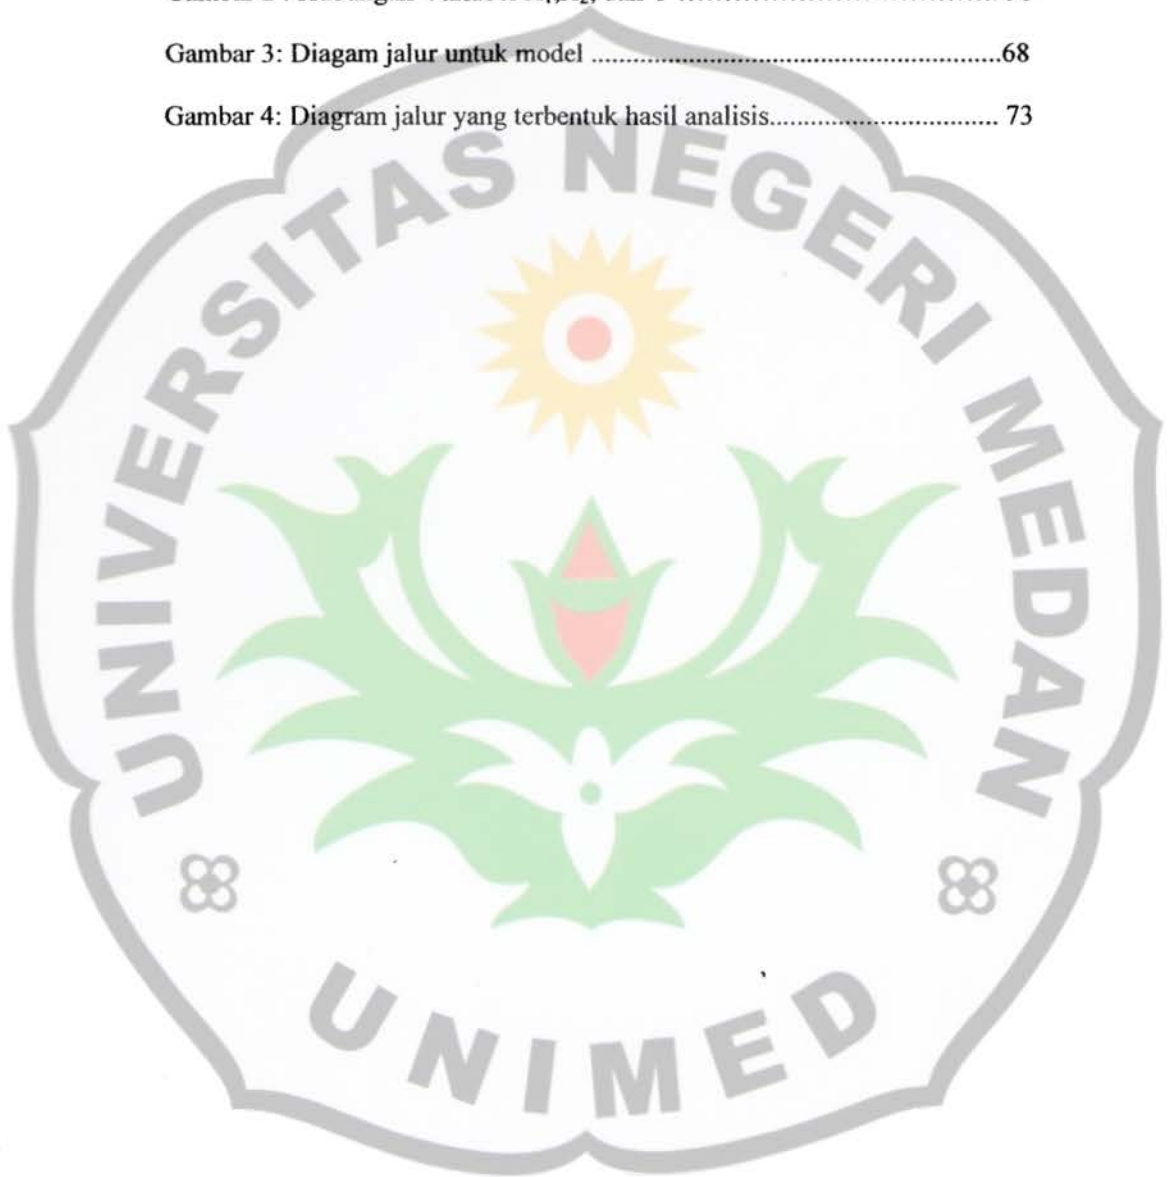 Gambar 3: Diagam jalur untuk model ........................................................68
Gambar 4: Diagram jalur yang terbentuk hasil analisis................................ 73
UNIVERSITAS NEGERI MEDAN
UNIMED